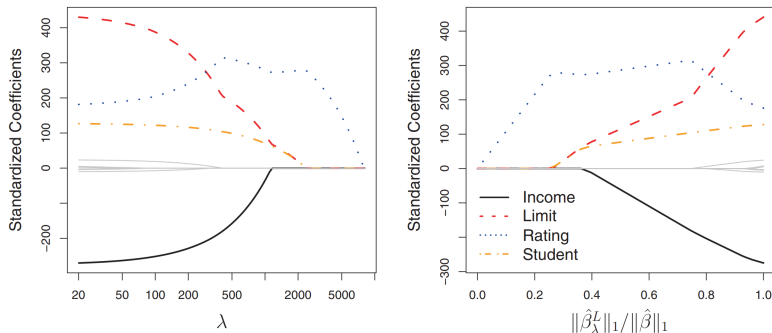 Standardized Coefficients
400
300
200
100
0
-200
20 50 100 200 500 2000 5000
λ
Standardized Coefficients
400
300
200
100
0
-100
-300
Income
Limit
Rating
Student
0.0 0.2 0.4 0.6 0.8 1.0
‖β̂λᴸ‖₁/‖β̂‖₁